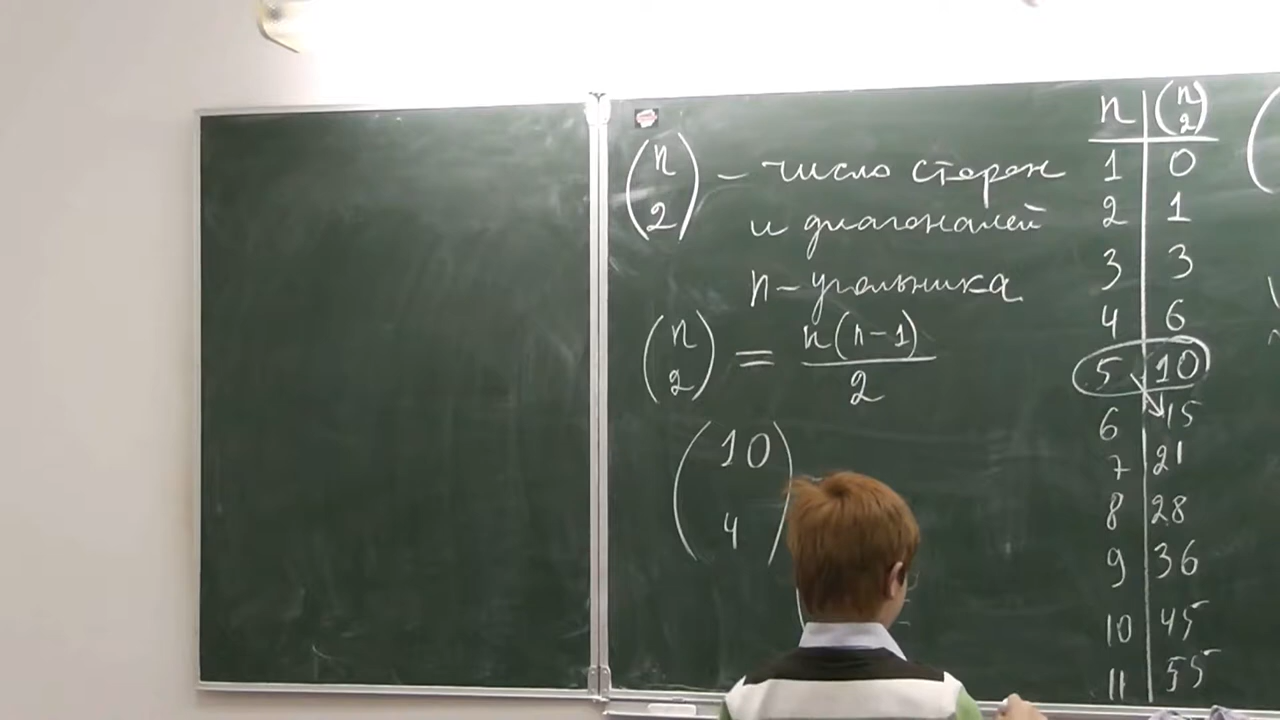 (n 2) – число сторон
и диагоналей
n-угольника
(n 2) = n(n-1)/2
(10 4)
n | (n 2)
1 | 0
2 | 1
3 | 3
4 | 6
5 | 10
6 | 15
7 | 21
8 | 28
9 | 36
10 | 45
11 | 55